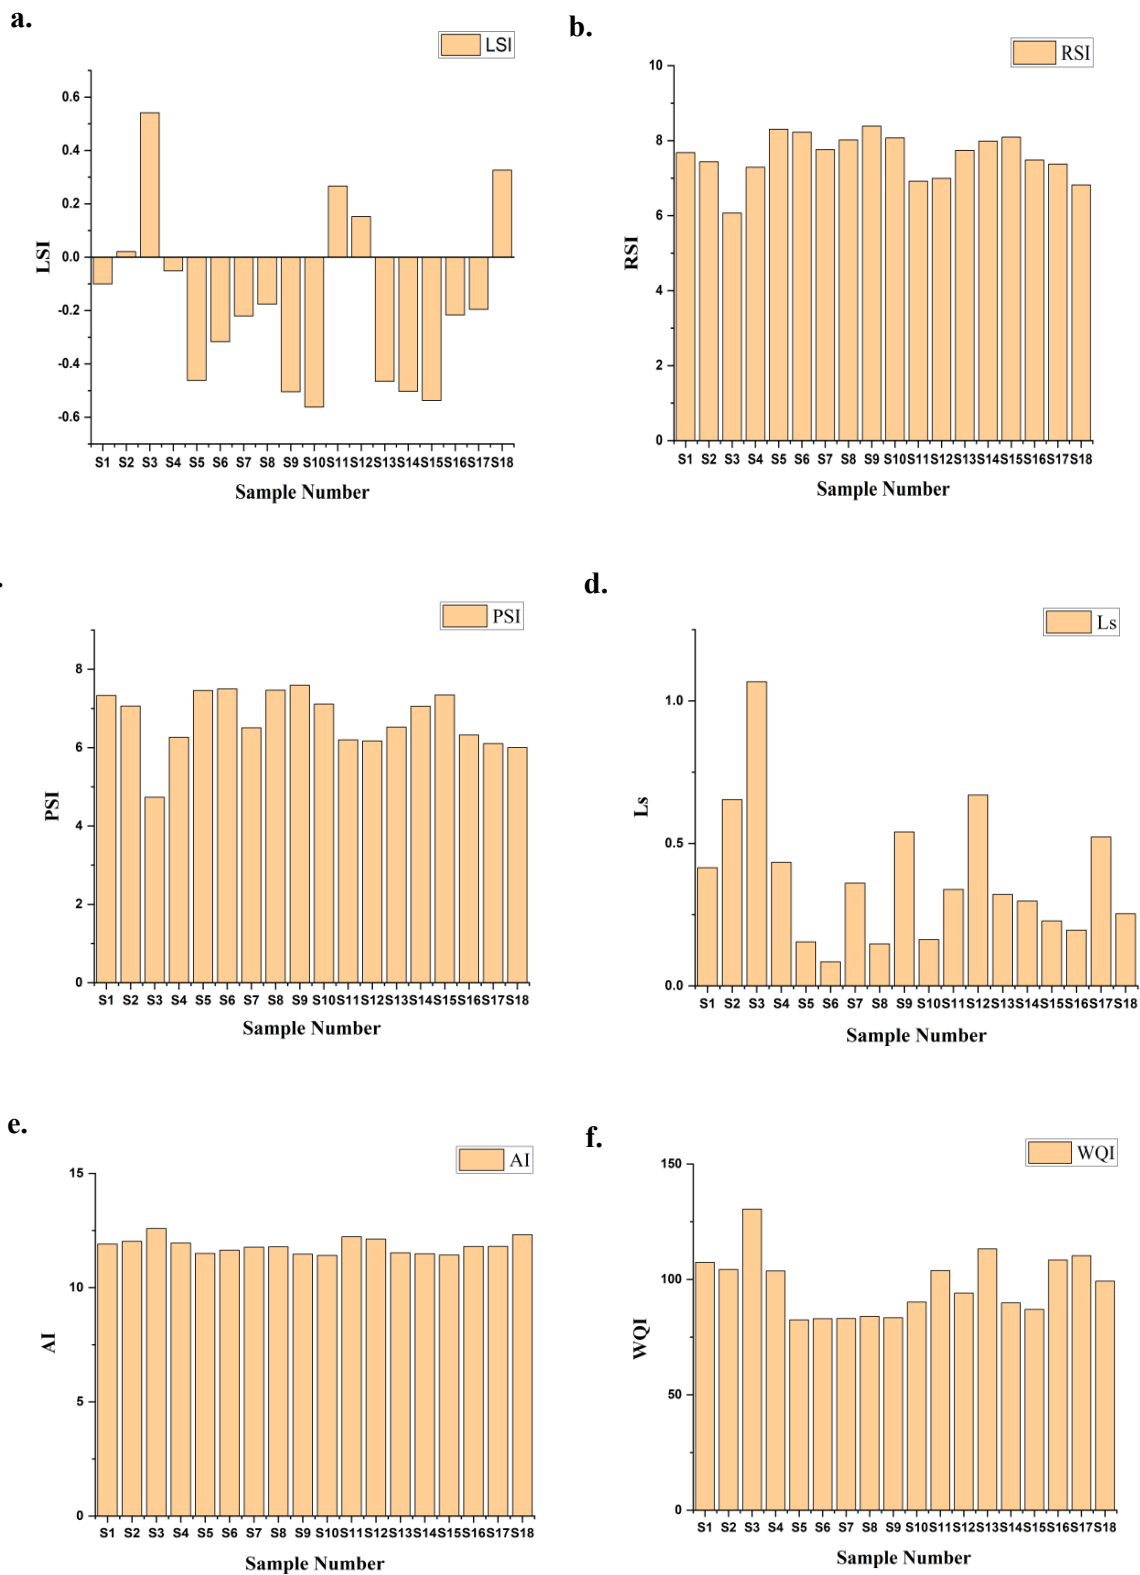 a.
LSI
0.6
0.4
0.2
0.0
-0.2
-0.4
-0.6
LSI
S1 S2 S3 S4 S5 S6 S7 S8 S9 S10 S11 S12 S13 S14 S15 S16 S17 S18
Sample Number
b.
RSI
10
8
6
4
2
0
RSI
S1 S2 S3 S4 S5 S6 S7 S8 S9 S10 S11 S12 S13 S14 S15 S16 S17 S18
Sample Number
.
PSI
8
6
4
2
0
PSI
S1 S2 S3 S4 S5 S6 S7 S8 S9 S10 S11 S12 S13 S14 S15 S16 S17 S18
Sample Number
d.
Ls
1.0
0.5
0.0
Ls
S1 S2 S3 S4 S5 S6 S7 S8 S9 S10 S11 S12 S13 S14 S15 S16 S17 S18
Sample Number
e.
AI
15
10
5
0
AI
S1 S2 S3 S4 S5 S6 S7 S8 S9 S10 S11 S12 S13 S14 S15 S16 S17 S18
Sample Number
f.
WQI
150
100
50
0
WQI
S1 S2 S3 S4 S5 S6 S7 S8 S9 S10 S11 S12 S13 S14 S15 S16 S17 S18
Sample Number